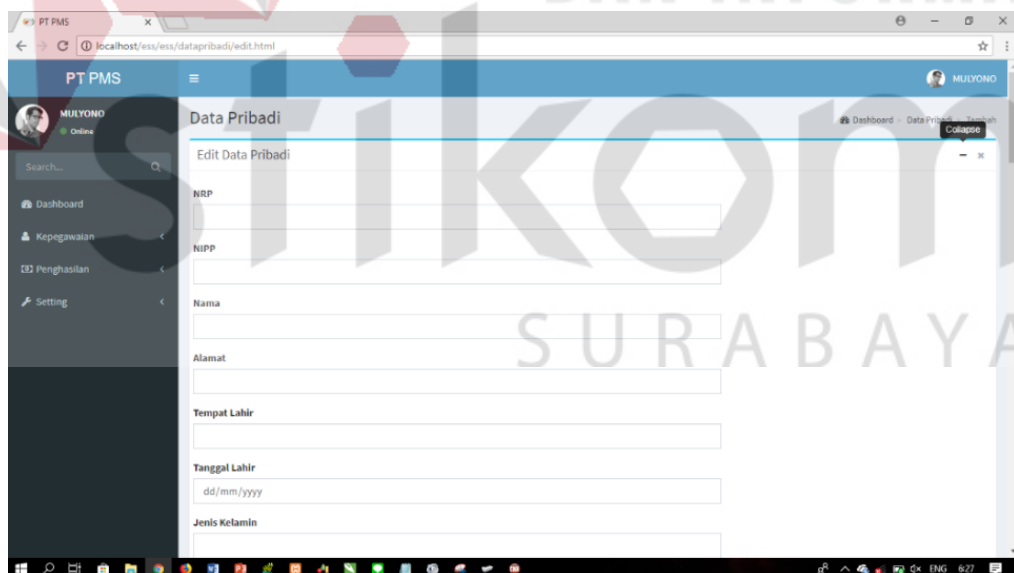 PT PMS
localhost/ess/ess/datapribadi/edit.html
PT PMS
MULYONO
MULYONO
Online
Data Pribadi
Dashboard > Data Pribadi > Tambah
Collapse
Edit Data Pribadi
Search...
Dashboard
Kepegawaian
Penghasilan
Setting
NRP
NIPP
Nama
Alamat
Tempat Lahir
Tanggal Lahir
dd/mm/yyyy
Jenis Kelamin
ENG 6:27
stikom
SURABAYA